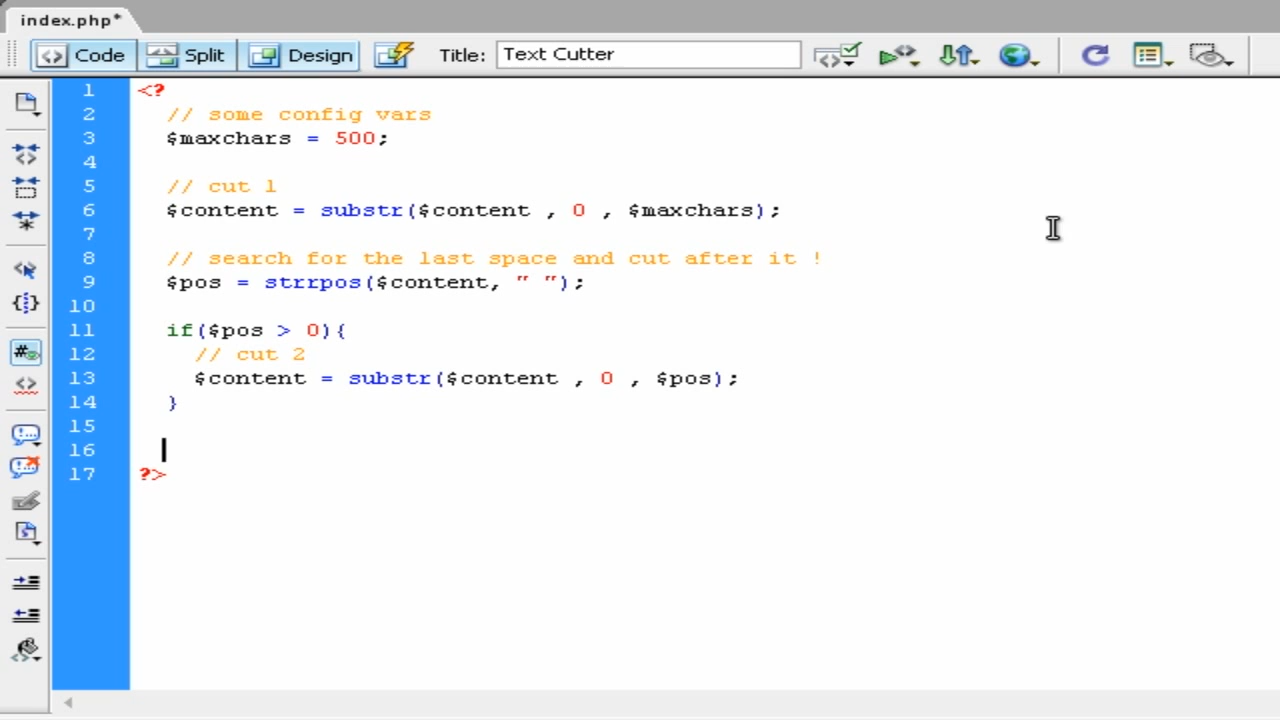 index.php*
Code Split Design Title: Text Cutter
1 <?
2 // some config vars
3 $maxchars = 500;
4
5 // cut 1
6 $content = substr($content , 0 , $maxchars);
7
8 // search for the last space and cut after it !
9 $pos = strrpos($content, " ");
10
11 if($pos > 0){
12 // cut 2
13 $content = substr($content , 0 , $pos);
14 }
15
16
17 ?>